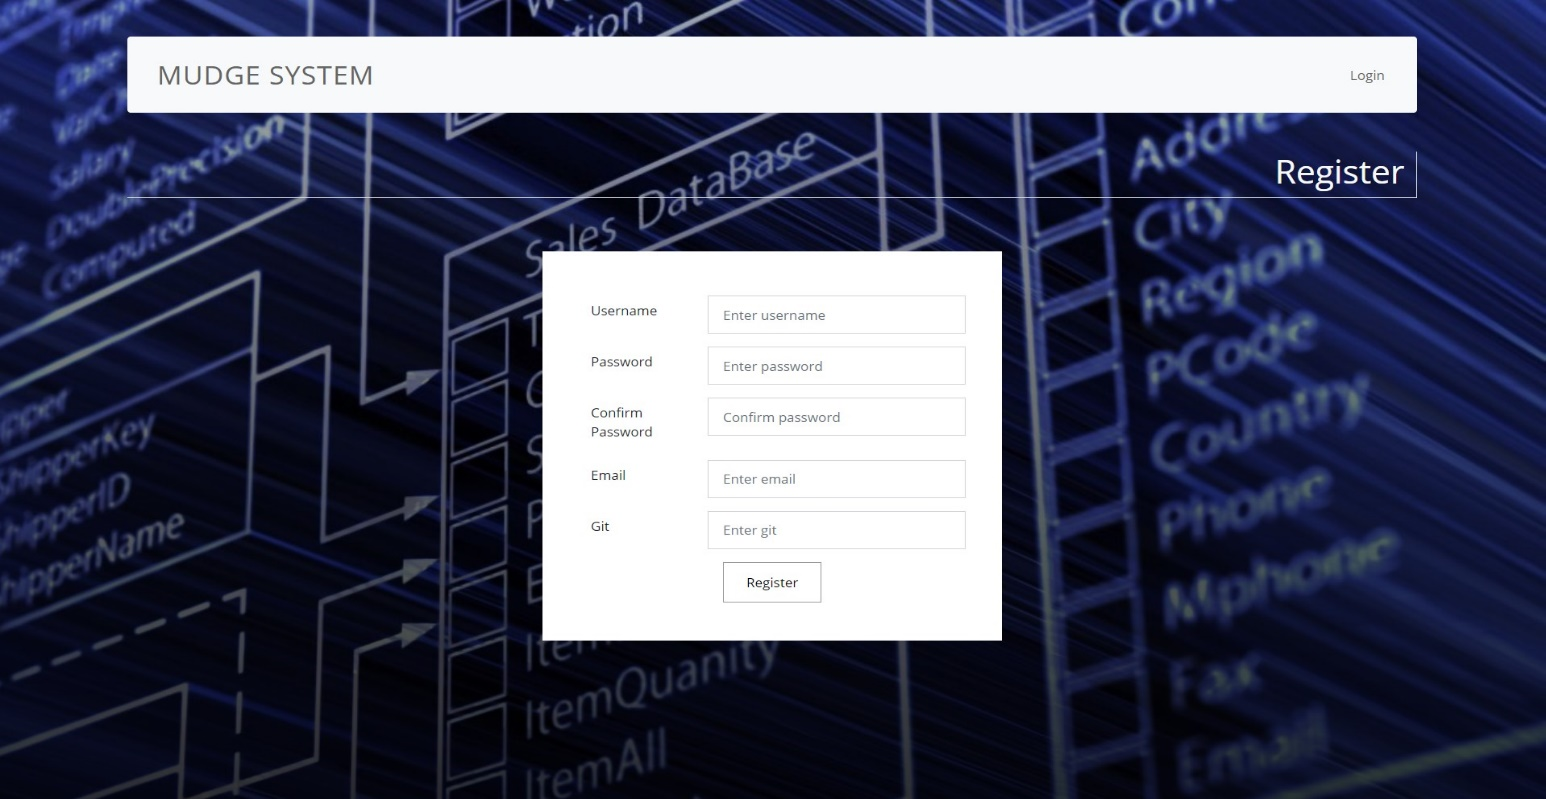 MUDGE SYSTEM
Login
Register
Username
Enter username
Password
Enter password
Confirm
Password
Confirm password
Email
Enter email
Git
Enter git
Register
Date
Salary
DoublePrecision
Computed
ShipperKey
ShipperID
ShipperName
Sales DataBase
ItemQuanity
ItemAll
City
Region
PCode
Country
Phone
Mphone
Fax
Email